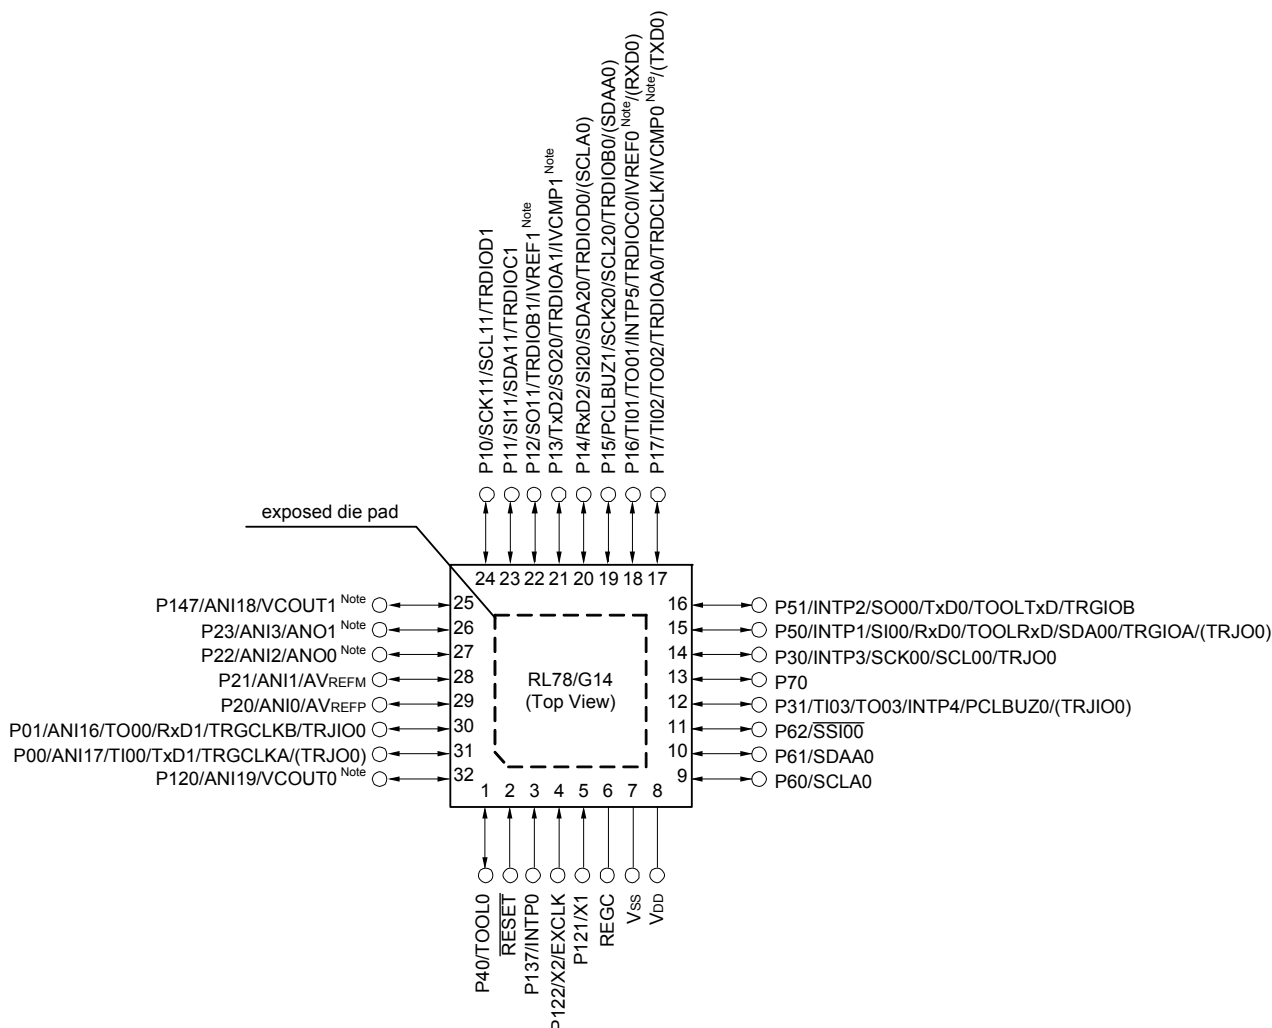 P10/SCK11/SCL11/TRDIOD1
P11/SI11/SDA11/TRDIOC1
P12/SO11/TRDIOB1/IVREF1 Note
P13/TxD2/SO20/TRDIOA1/IVCMP1 Note
P14/RxD2/SI20/SDA20/TRDIOD0/(SCLA0)
P15/PCLBUZ1/SCK20/SCL20/TRDIOB0/(SDAA0)
P16/TI01/TO01/INTP5/TRDIOC0/IVREF0 Note/(RXD0)
P17/TI02/TO02/TRDIOA0/TRDCLK/IVCMP0 Note/(TXD0)
exposed die pad
24 23 22 21 20 19 18 17
P147/ANI18/VCOUT1 Note 25
P23/ANI3/ANO1 Note 26
P22/ANI2/ANO0 Note 27
P21/ANI1/AVREFM 28
P20/ANI0/AVREFP 29
P01/ANI16/TO00/RxD1/TRGCLKB/TRJIO0 30
P00/ANI17/TI00/TxD1/TRGCLKA/(TRJO0) 31
P120/ANI19/VCOUT0 Note 32
RL78/G14
(Top View)
16 P51/INTP2/SO00/TxD0/TOOLTxD/TRGIOB
15 P50/INTP1/SI00/RxD0/TOOLRxD/SDA00/TRGIOA/(TRJO0)
14 P30/INTP3/SCK00/SCL00/TRJO0
13 P70
12 P31/TI03/TO03/INTP4/PCLBUZ0/(TRJIO0)
11 P62/SSI00
10 P61/SDAA0
9 P60/SCLA0
1 2 3 4 5 6 7 8
P40/TOOL0
RESET
P137/INTP0
P122/X2/EXCLK
P121/X1
REGC
VSS
VDD